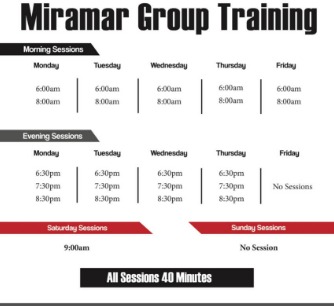 Miramar Group Training
Morning Sessions
Monday Tuesday Wednesday Thursday Friday
6:00am 6:00am 6:00am 6:00am 6:00am
8:00am 8:00am 8:00am 8:00am 8:00am
Evening Sessions
Monday Tuesday Wednesday Thursday Friday
6:30pm 6:30pm 6:30pm 6:30pm
7:30pm 7:30pm 7:30pm 7:30pm No Sessions
8:30pm 8:30pm 8:30pm 8:30pm
Saturday Sessions Sunday Sessions
9:00am No Session
All Sessions 40 Minutes